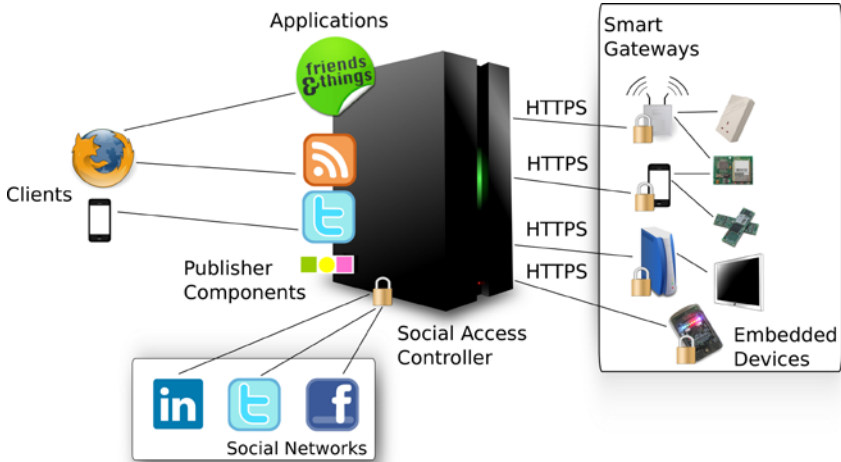 Applications
friends
&things
Clients
Publisher
Components
Social Access
Controller
in
t
f
Social Networks
t
HTTPS
HTTPS
HTTPS
HTTPS
Smart
Gateways
Embedded
Devices